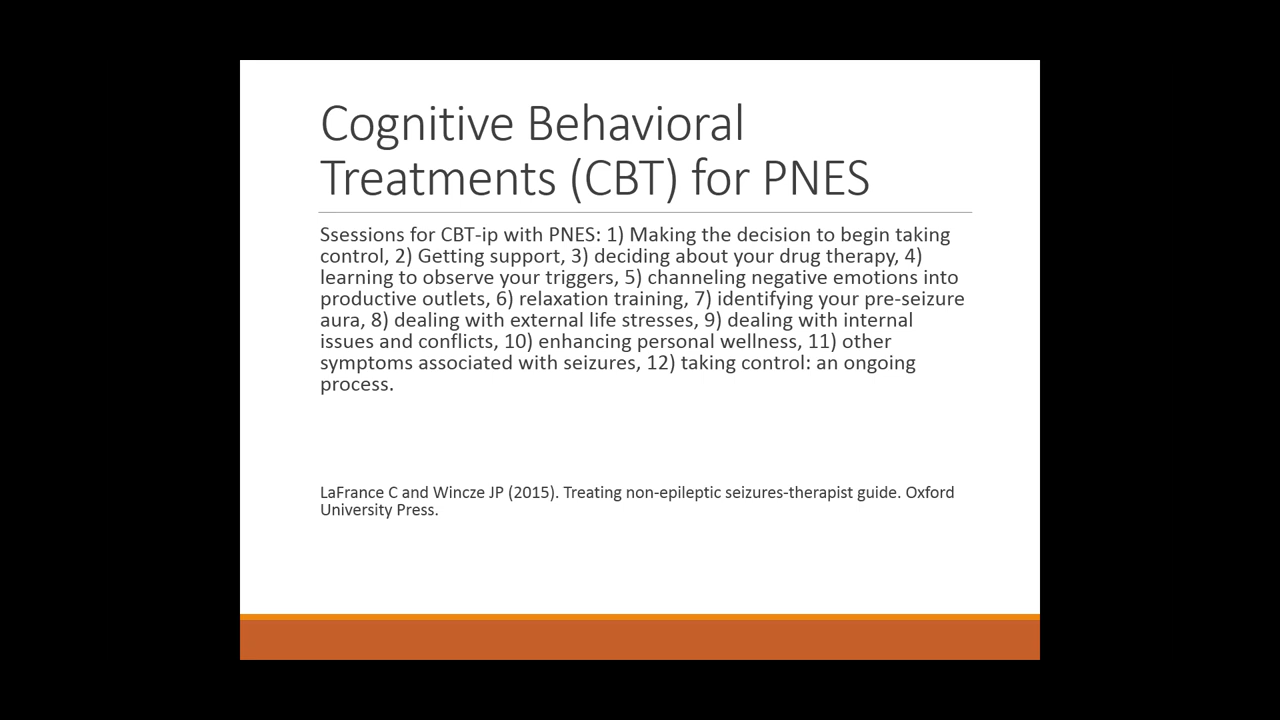 Cognitive Behavioral
Treatments (CBT) for PNES
Ssessions for CBT-ip with PNES: 1) Making the decision to begin taking
control, 2) Getting support, 3) deciding about your drug therapy, 4)
learning to observe your triggers, 5) channeling negative emotions into
productive outlets, 6) relaxation training, 7) identifying your pre-seizure
aura, 8) dealing with external life stresses, 9) dealing with internal
issues and conflicts, 10) enhancing personal wellness, 11) other
symptoms associated with seizures, 12) taking control: an ongoing
process.
LaFrance C and Wincze JP (2015). Treating non-epileptic seizures-therapist guide. Oxford
University Press.